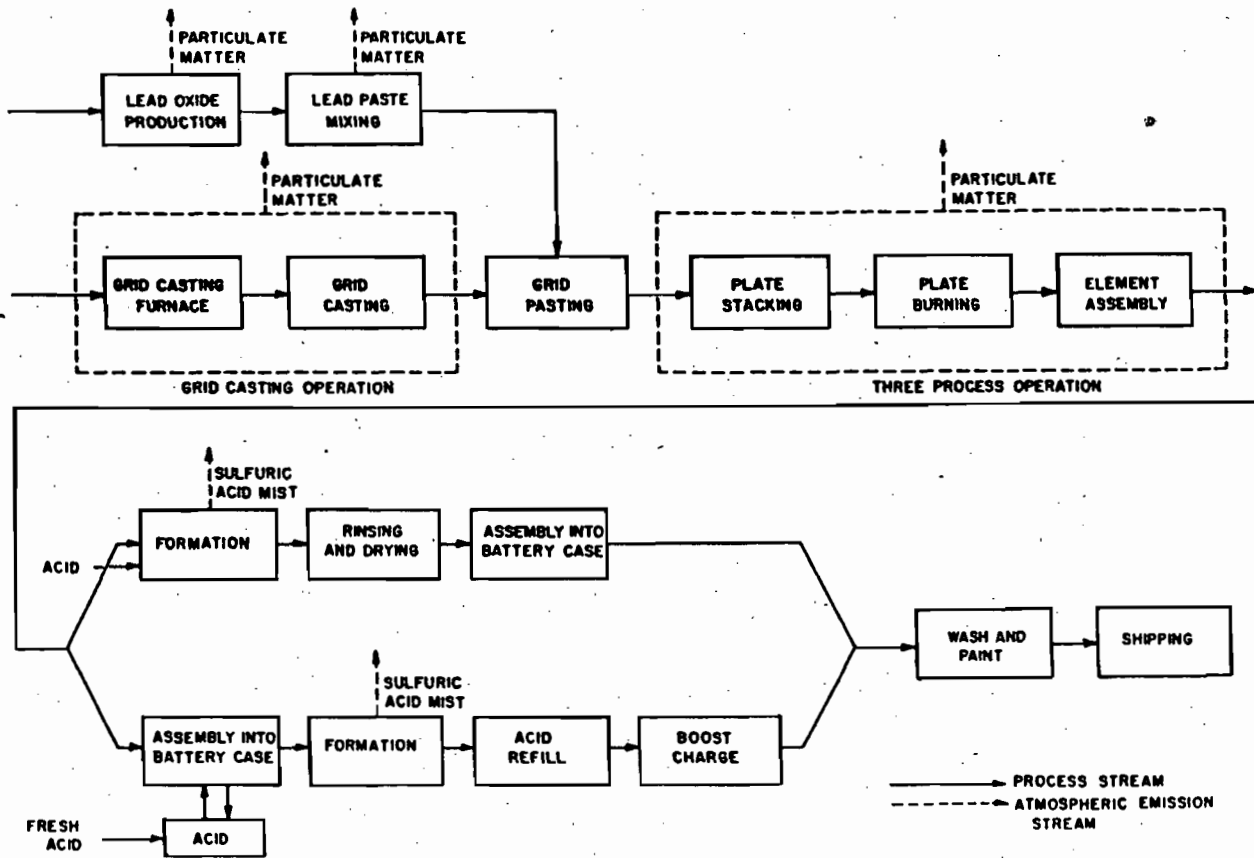 PARTICULATE
MATTER
PARTICULATE
MATTER
LEAD OXIDE
PRODUCTION
LEAD PASTE
MIXING
PARTICULATE
MATTER
PARTICULATE
MATTER
GRID CASTING
FURNACE
GRID
CASTING
GRID
PASTING
PLATE
STACKING
PLATE
BURNING
ELEMENT
ASSEMBLY
GRID CASTING OPERATION
THREE PROCESS OPERATION
SULFURIC
ACID MIST
FORMATION
RINSING
AND DRYING
ASSEMBLY INTO
BATTERY CASE
ACID
WASH AND
PAINT
SHIPPING
SULFURIC
ACID MIST
ASSEMBLY INTO
BATTERY CASE
FORMATION
ACID
REFILL
BOOST
CHARGE
FRESH
ACID
ACID
PROCESS STREAM
ATMOSPHERIC EMISSION
STREAM